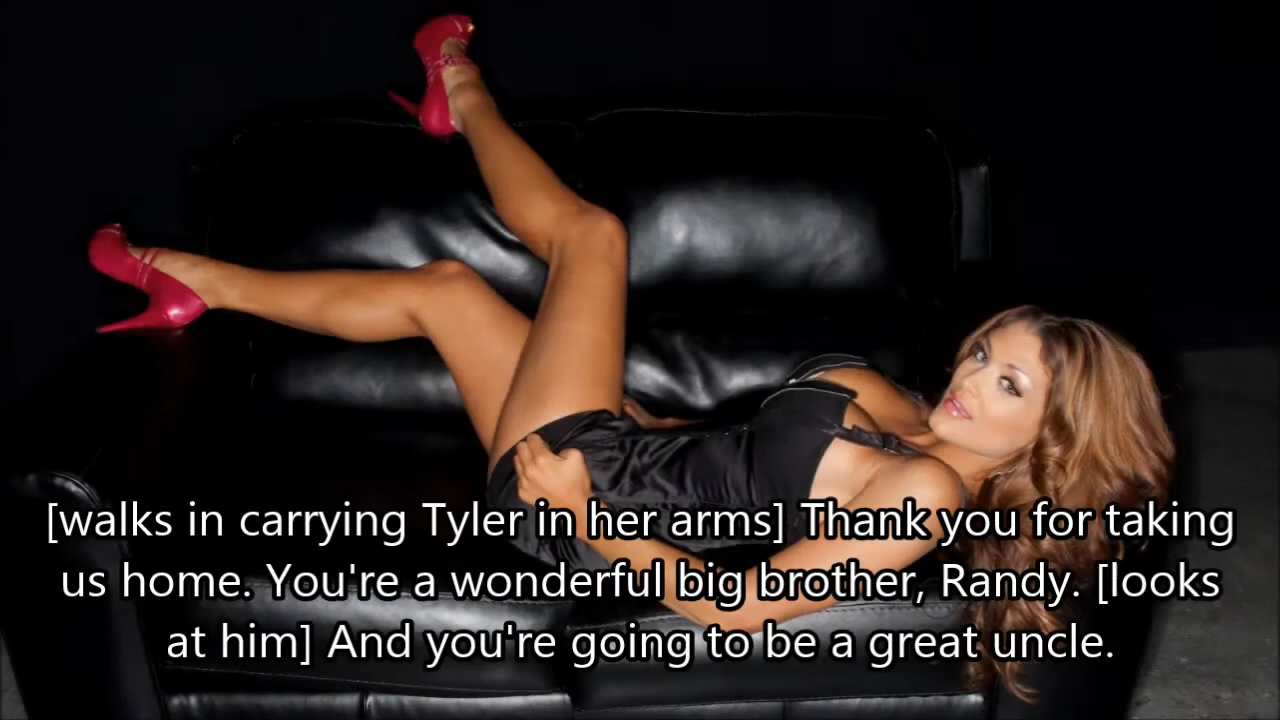 [walks in carrying Tyler in her arms] Thank you for taking
us home. You're a wonderful big brother, Randy. [looks
at him] And you're going to be a great uncle.